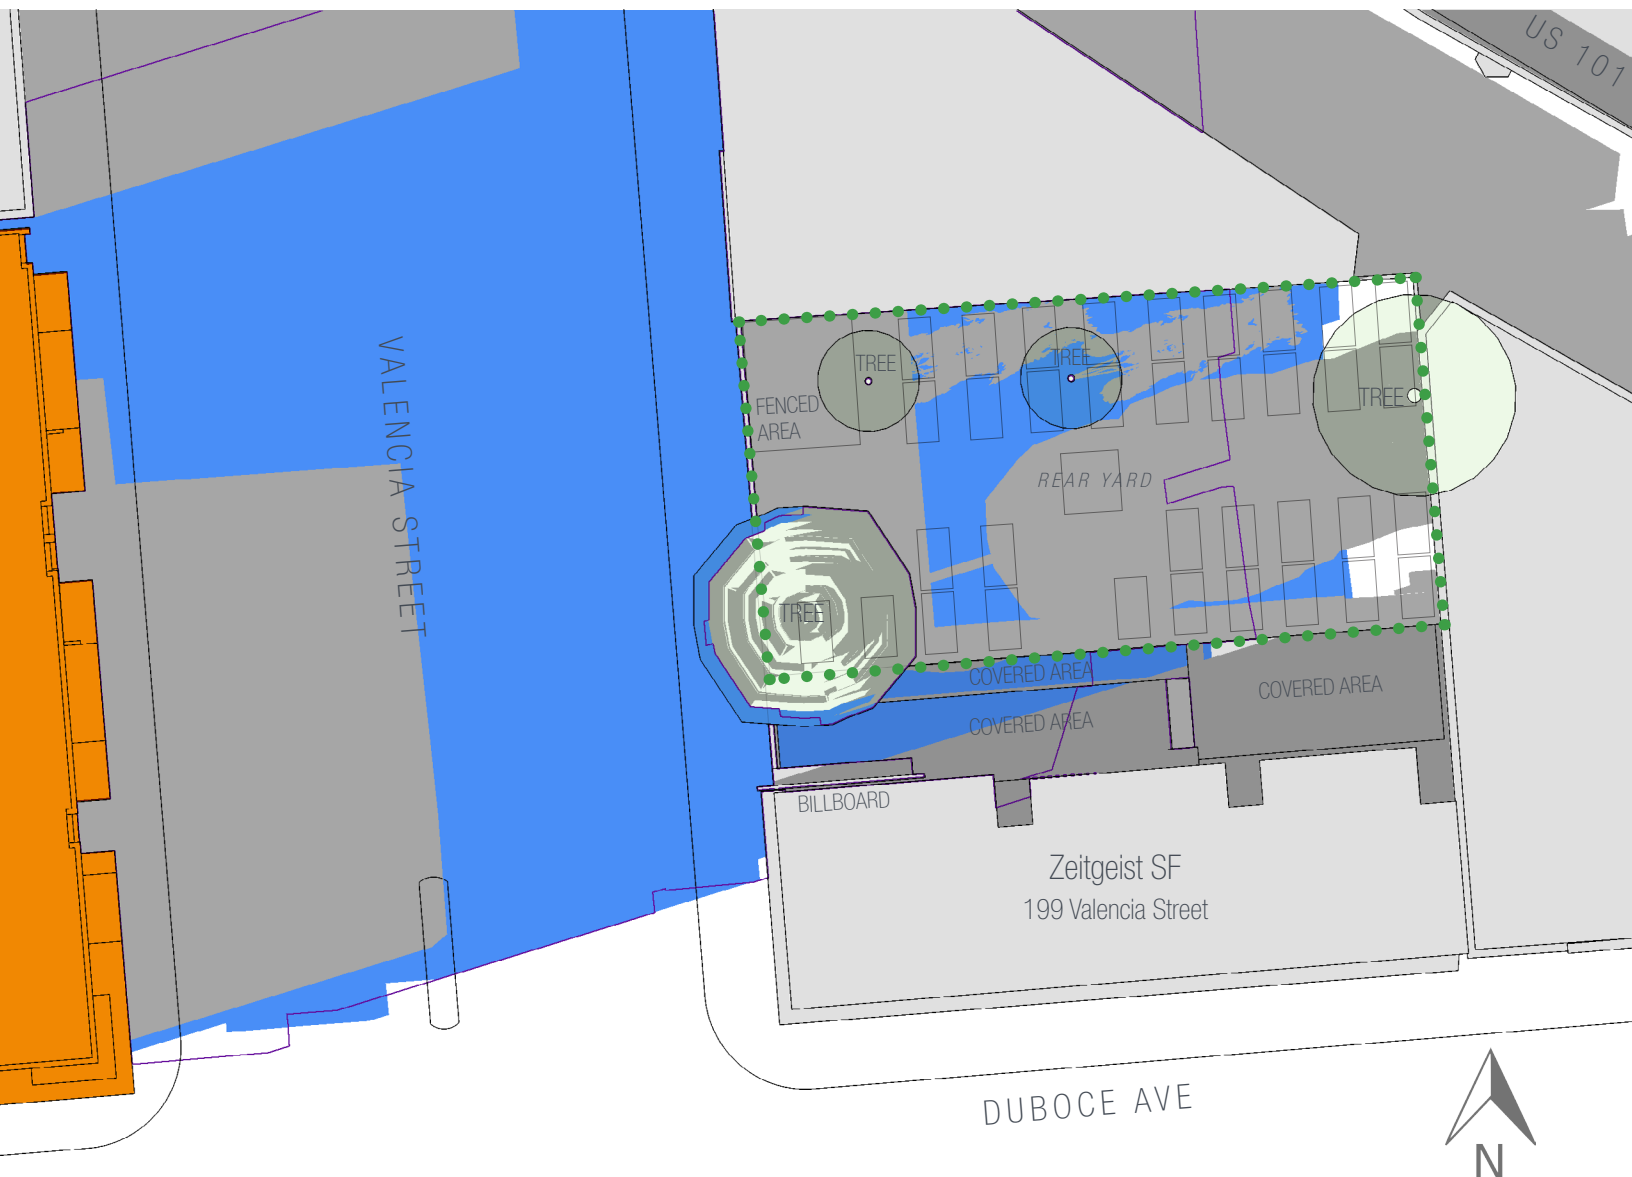 US 101
VALENCIA STREET
TREE
TREE
TREE
FENCED
AREA
REAR YARD
TREE
COVERED AREA
COVERED AREA
COVERED AREA
BILLBOARD
Zeitgeist SF
199 Valencia Street
DUBOCE AVE
N